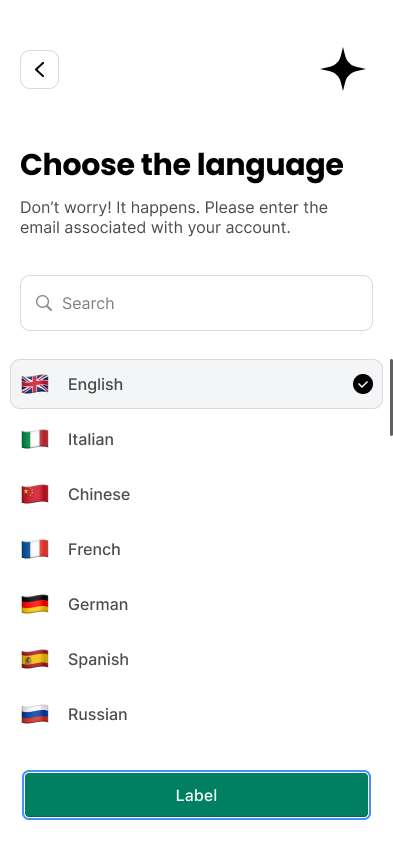 Choose the language
Don’t worry! It happens. Please enter the
email associated with your account.
Search
English
Italian
Chinese
French
German
Spanish
Russian
Label